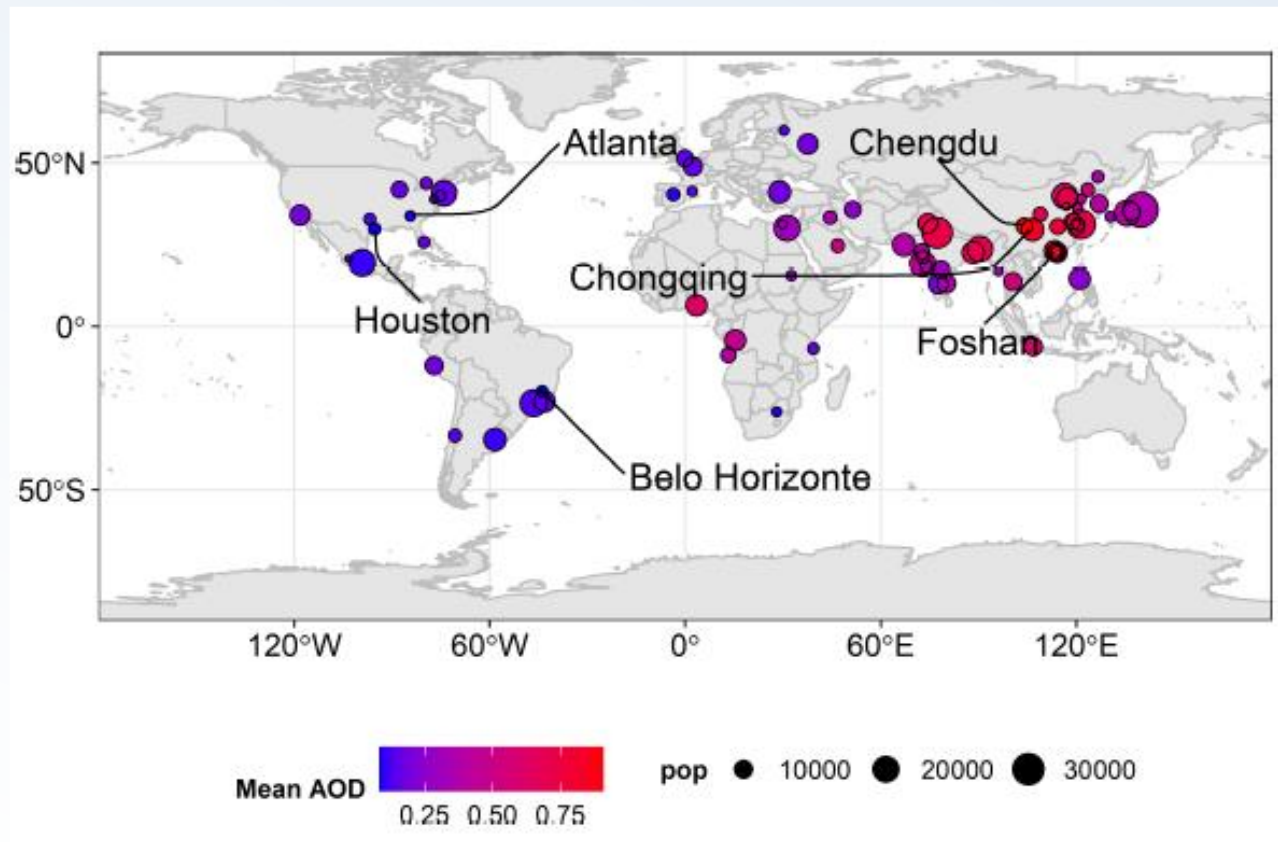 Atlanta
Chengdu
50°N
Chongqing
Houston
0°
Foshan
Belo Horizonte
50°S
120°W 60°W 0° 60°E 120°E
Mean AOD
0.25 0.50 0.75
pop 10000 20000 30000